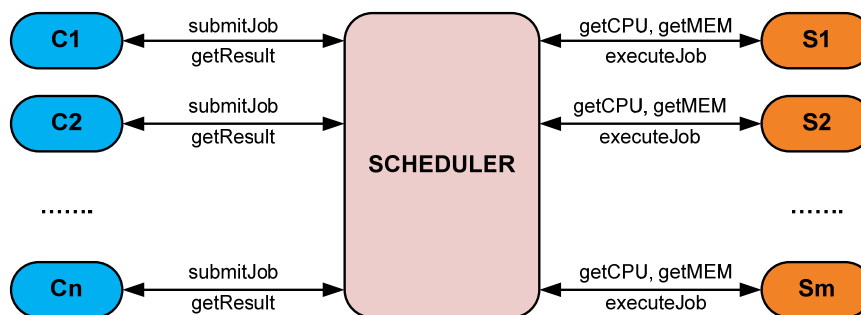 C1
submitJob
getResult
getCPU, getMEM
executeJob
S1
C2
submitJob
getResult
getCPU, getMEM
executeJob
S2
SCHEDULER
.......
.......
Cn
submitJob
getResult
getCPU, getMEM
executeJob
Sm